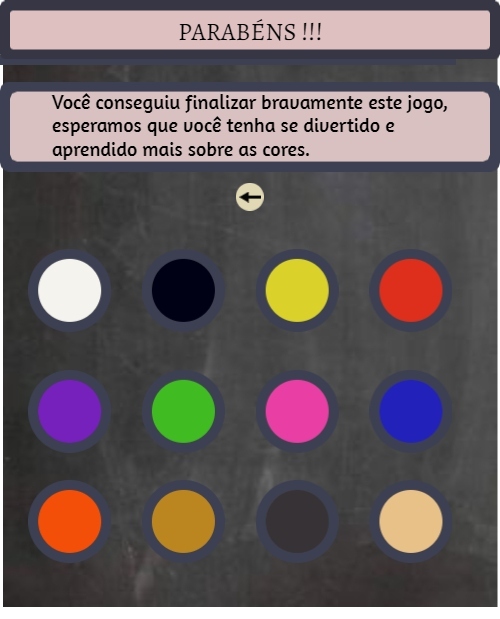 PARABÉNS !!!
Você conseguiu finalizar bravamente este jogo,
esperamos que você tenha se divertido e
aprendido mais sobre as cores.